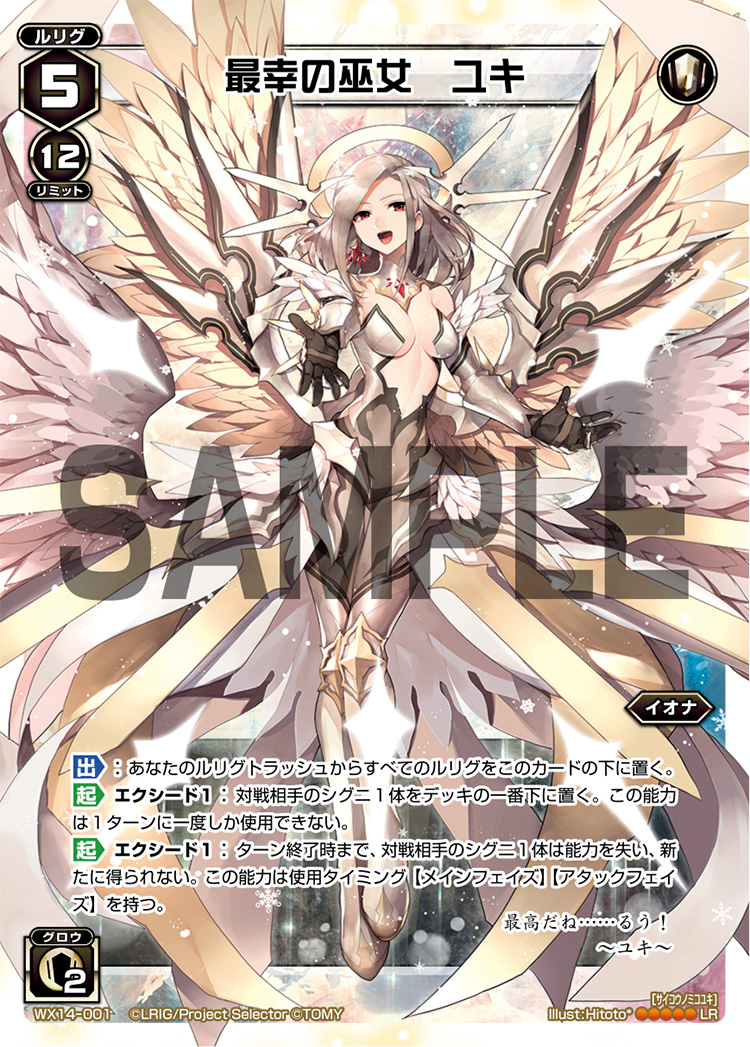 ルリグ
5
最幸の巫女 ユキ
12
リミット
SAMPLE
イオナ
出：あなたのルリグトラッシュからすべてのルリグをこのカードの下に置く。
起 エクシード1：対戦相手のシグニ1体をデッキの一番下に置く。この能力
は1ターンに一度しか使用できない。
起 エクシード1：ターン終了時まで、対戦相手のシグニ1体は能力を失い、新
たに得られない。この能力は使用タイミング【メインフェイズ】【アタックフェイ
ズ】を持つ。
最高だね……るう！
～ユキ～
グロウ
2
[サイコウノミコユキ]
WX14-001 ©LRIG/Project Selector ©TOMY Illust:Hitoto* LR